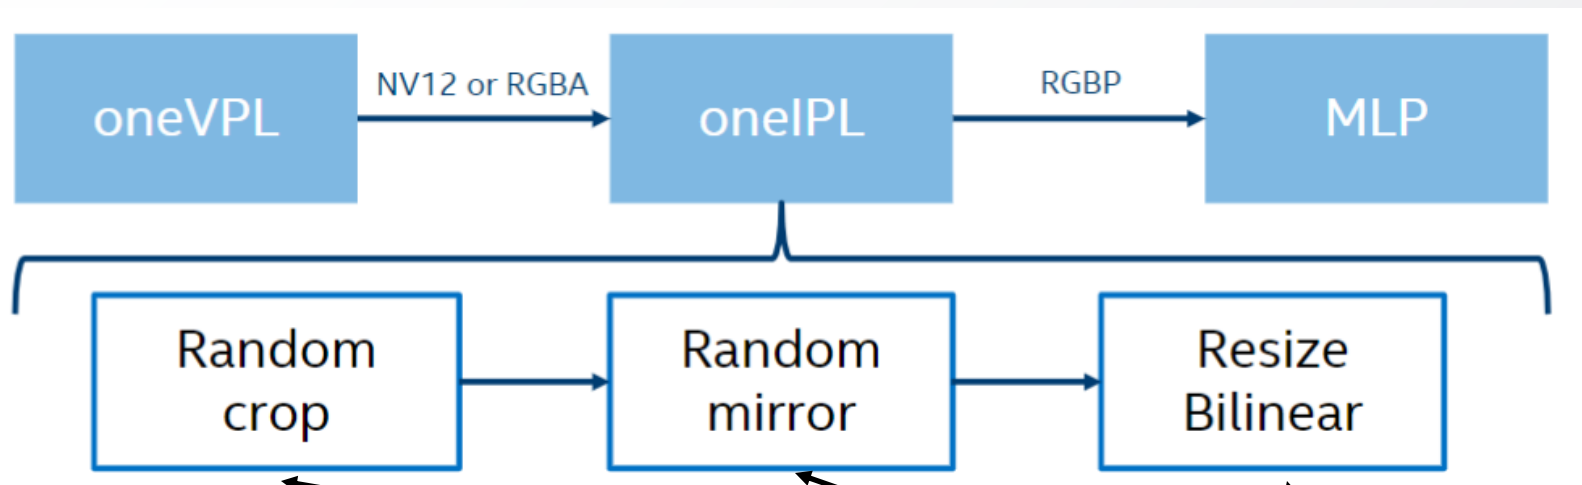 oneVPL
NV12 or RGBA
oneIPL
RGBP
MLP
Random
crop
Random
mirror
Resize
Bilinear